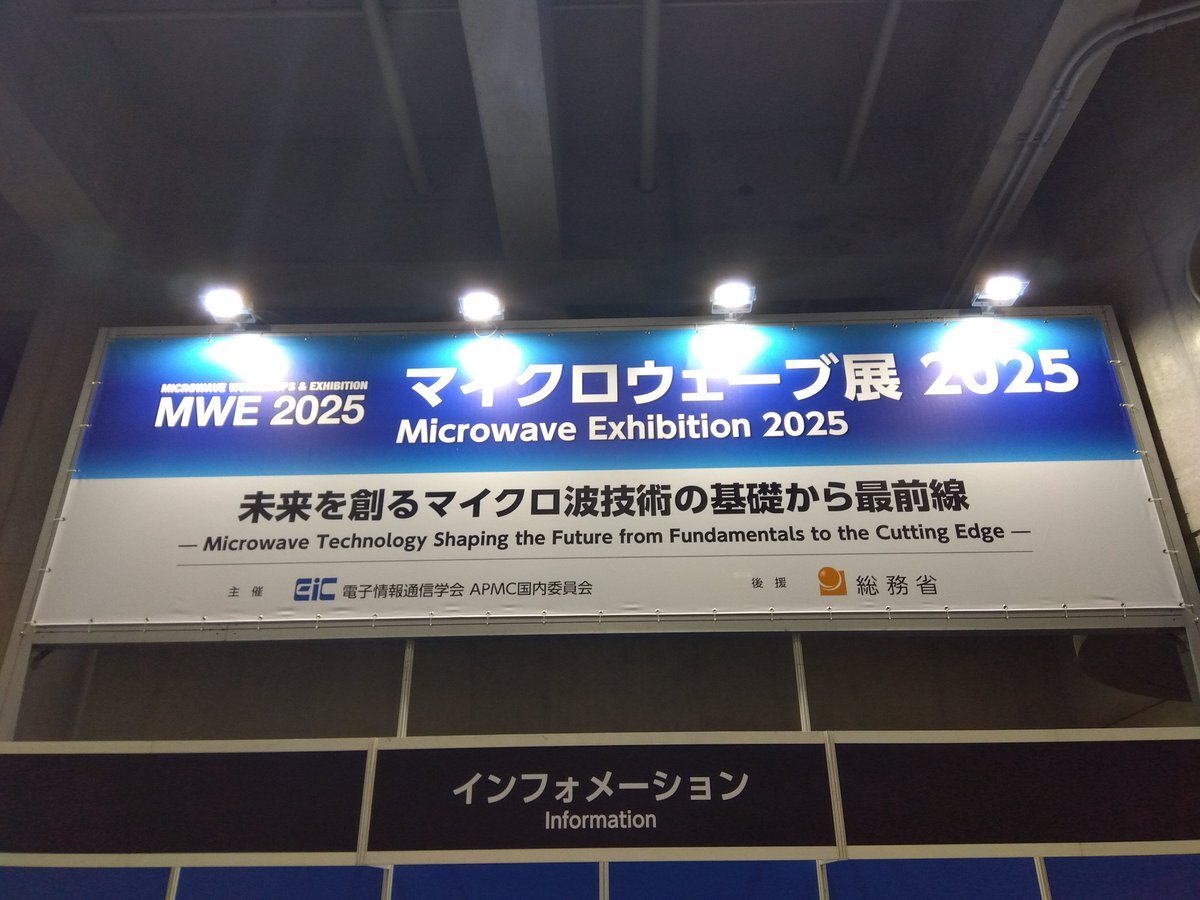 MICROWAVE WORKSHOPS & EXHIBITION
MWE 2025
マイクロウェーブ展 2025
Microwave Exhibition 2025
未来を創るマイクロ波技術の基礎から最前線
— Microwave Technology Shaping the Future from Fundamentals to the Cutting Edge —
主催 EiC 電子情報通信学会 APMC国内委員会 後援 総務省
インフォメーション
Information